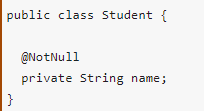 public class Student {
@NotNull
private String name;
}